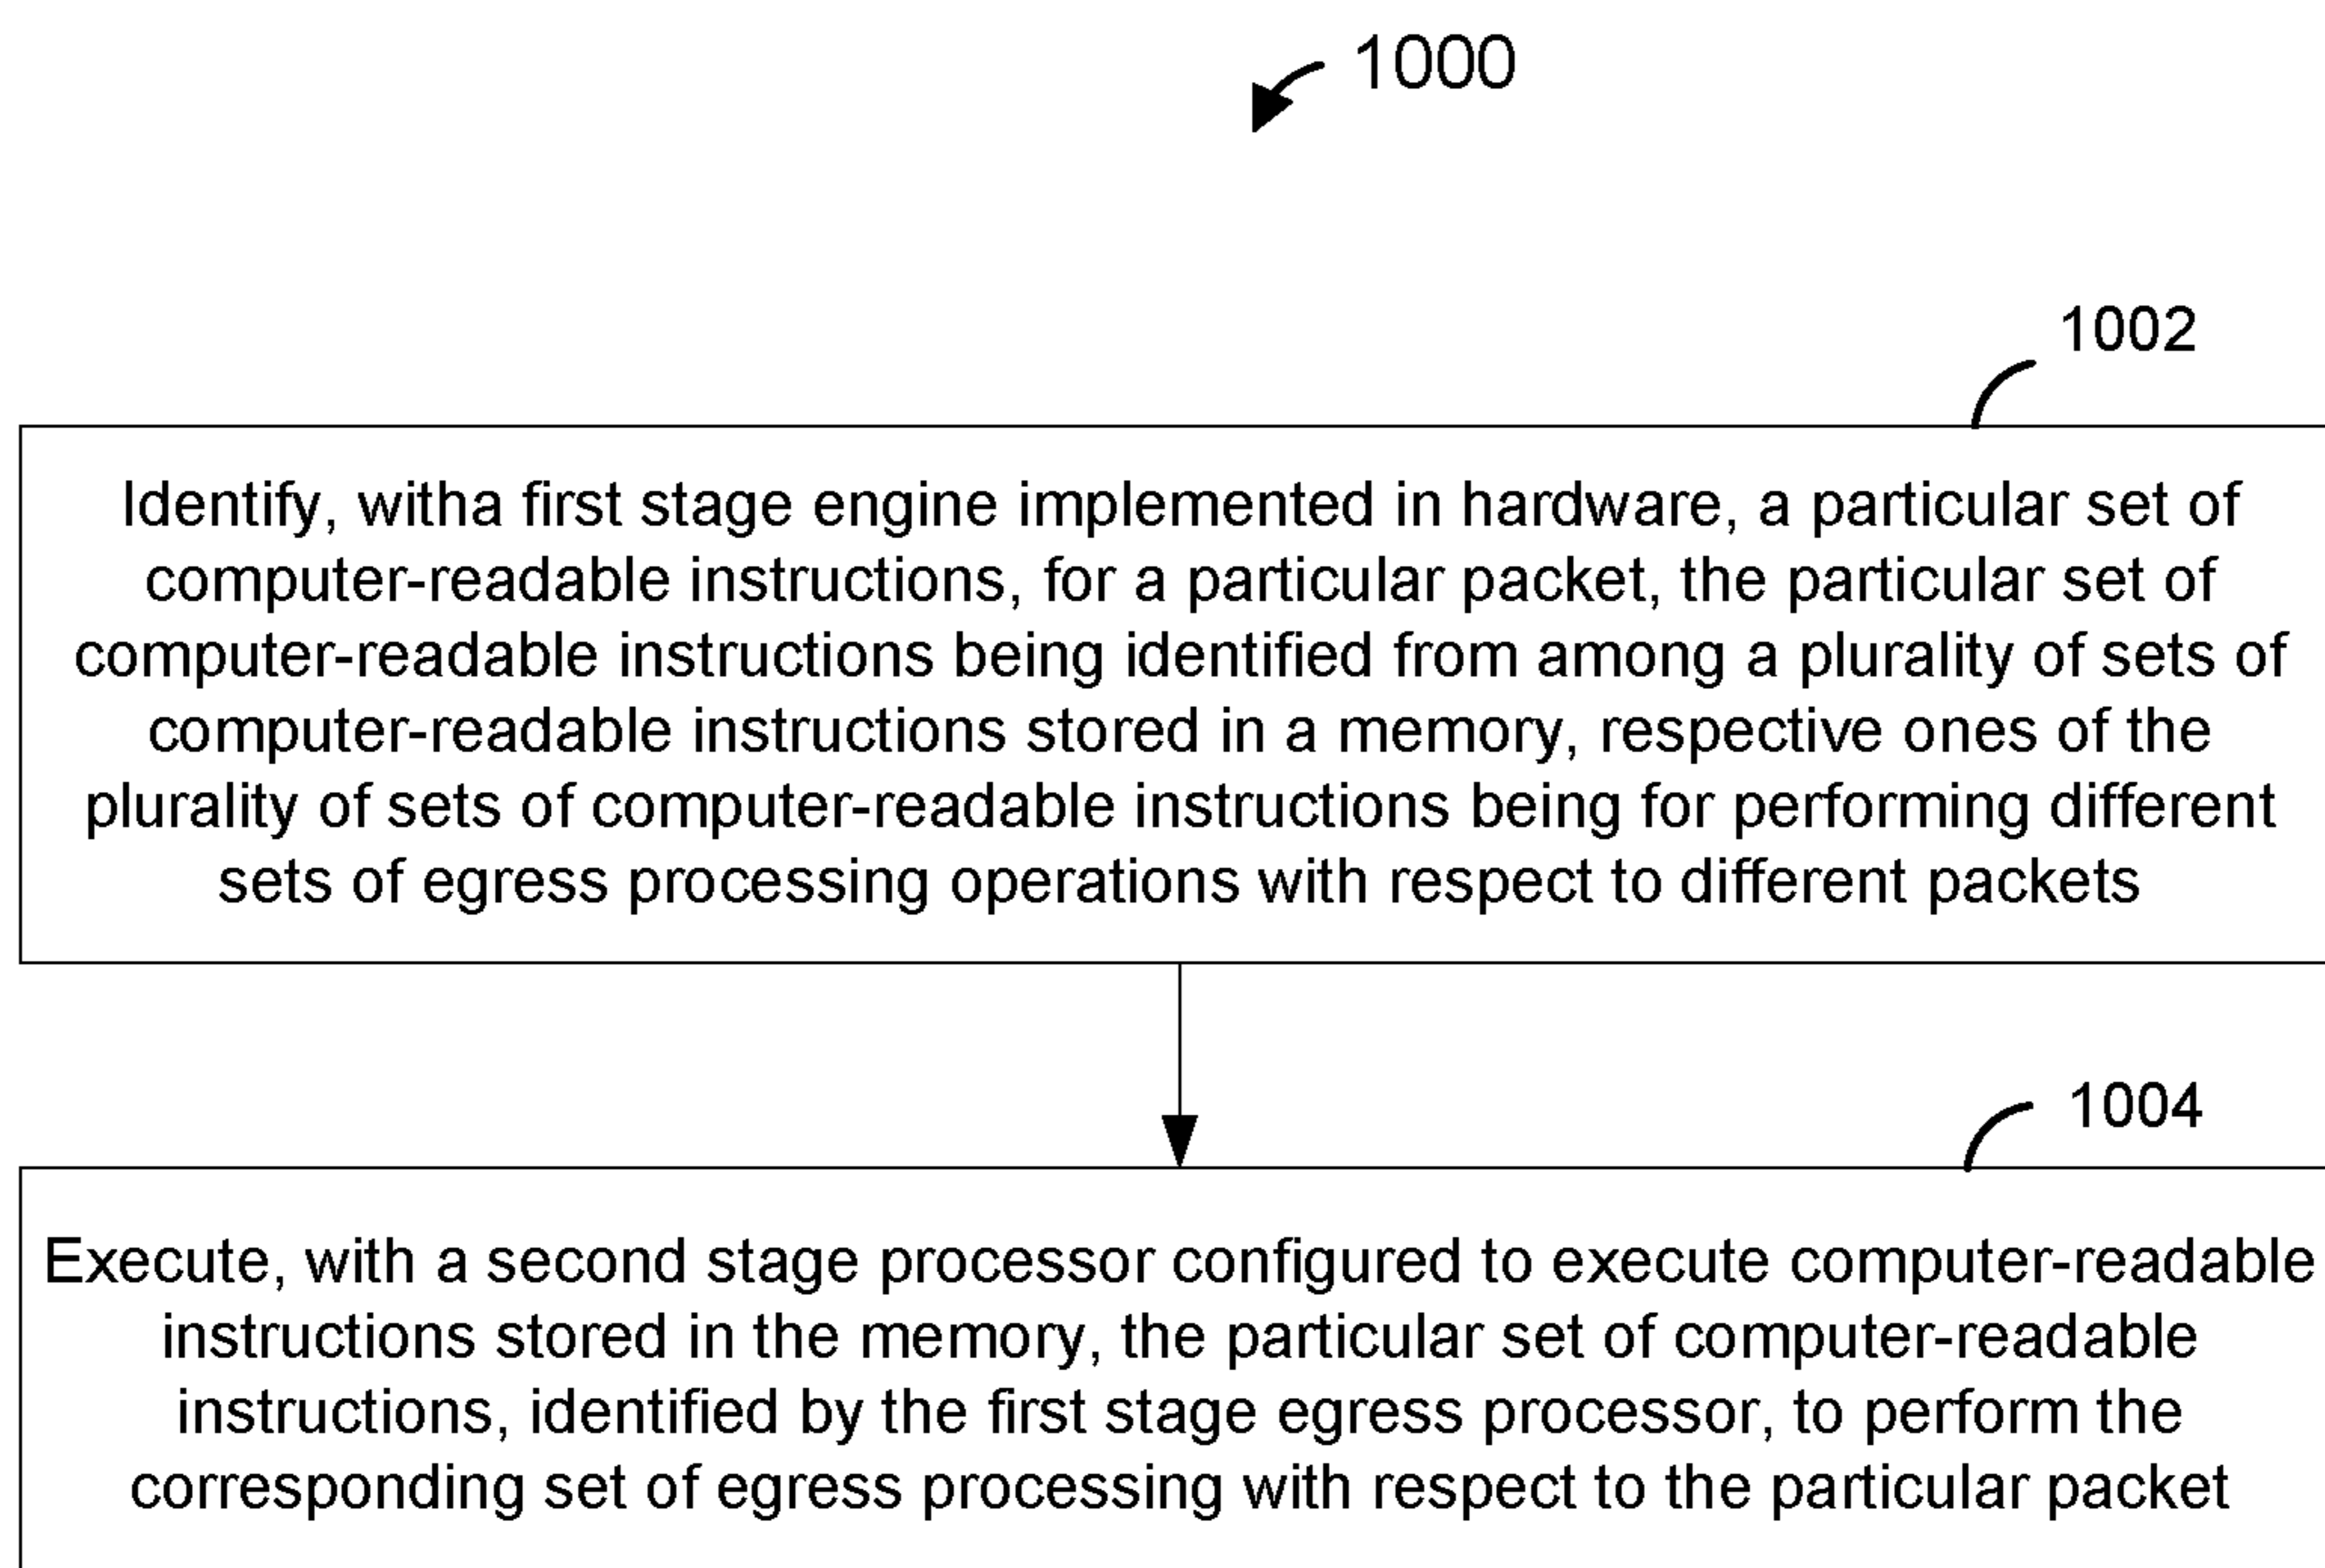 1000
1002
Identify, witha first stage engine implemented in hardware, a particular set of
computer-readable instructions, for a particular packet, the particular set of
computer-readable instructions being identified from among a plurality of sets of
computer-readable instructions stored in a memory, respective ones of the
plurality of sets of computer-readable instructions being for performing different
sets of egress processing operations with respect to different packets
1004
Execute, with a second stage processor configured to execute computer-readable
instructions stored in the memory, the particular set of computer-readable
instructions, identified by the first stage egress processor, to perform the
corresponding set of egress processing with respect to the particular packet